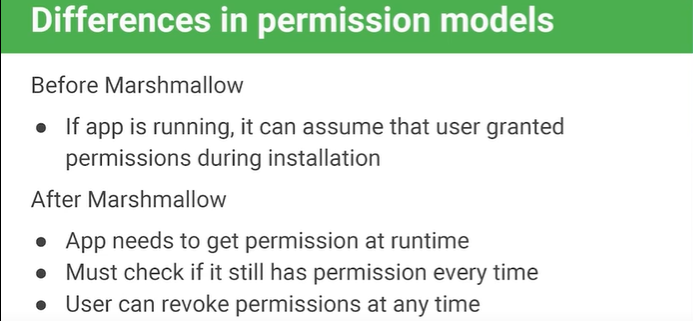 Differences in permission models
Before Marshmallow
● If app is running, it can assume that user granted
permissions during installation
After Marshmallow
● App needs to get permission at runtime
● Must check if it still has permission every time
● User can revoke permissions at any time